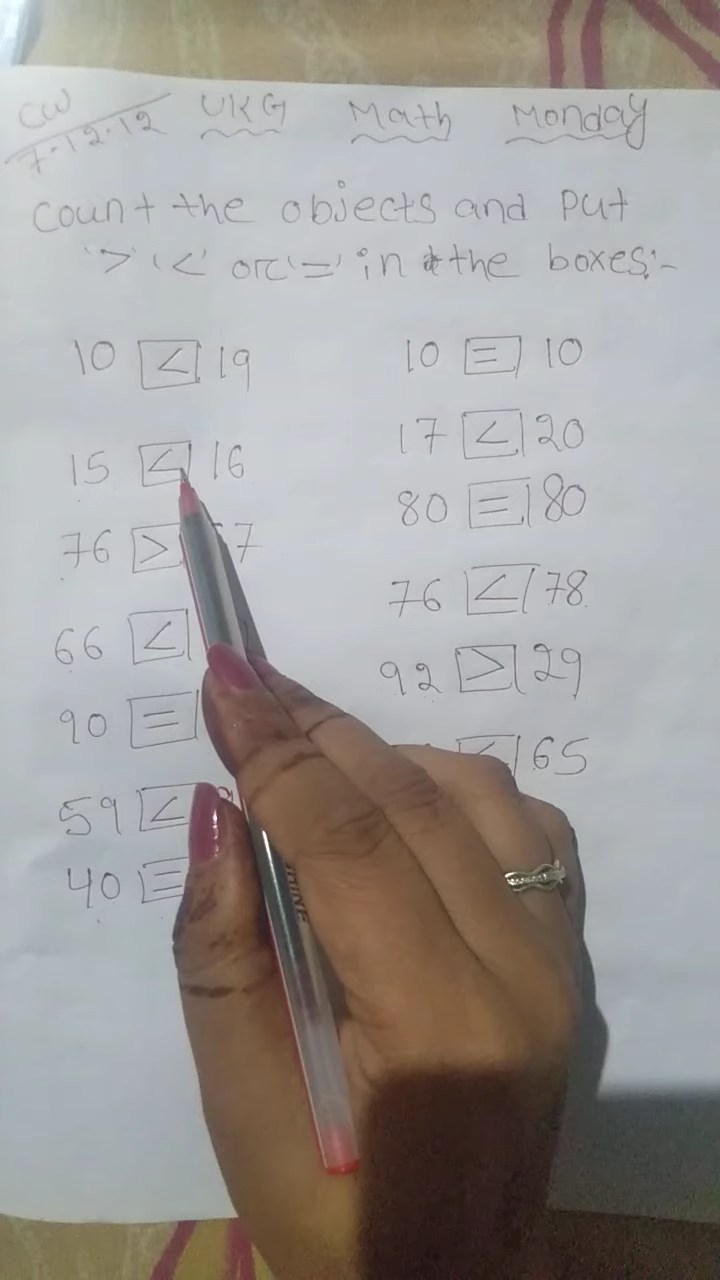 CW UKG Math Monday
7.12.12
Count the objects and put
'>' '<' or '=' in the boxes:-
10 < 19 10 = 10
15 < 16 17 < 20
76 > 7 80 = 80
66 < 76 < 78
90 = 92 > 29
59 < < 65
40 =